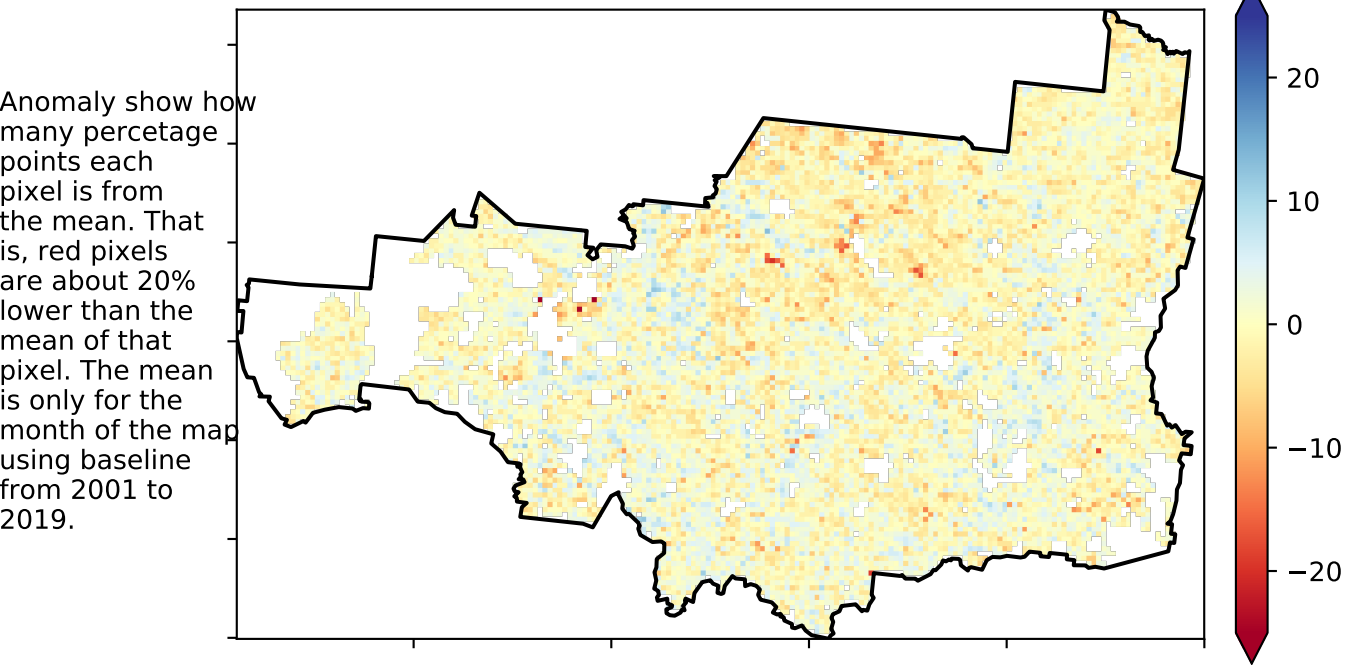 Anomaly show how
many percetage
points each
pixel is from
the mean. That
is, red pixels
are about 20%
lower than the
mean of that
pixel. The mean
is only for the
month of the map
using baseline
from 2001 to
2019.
20
10
0
−10
−20